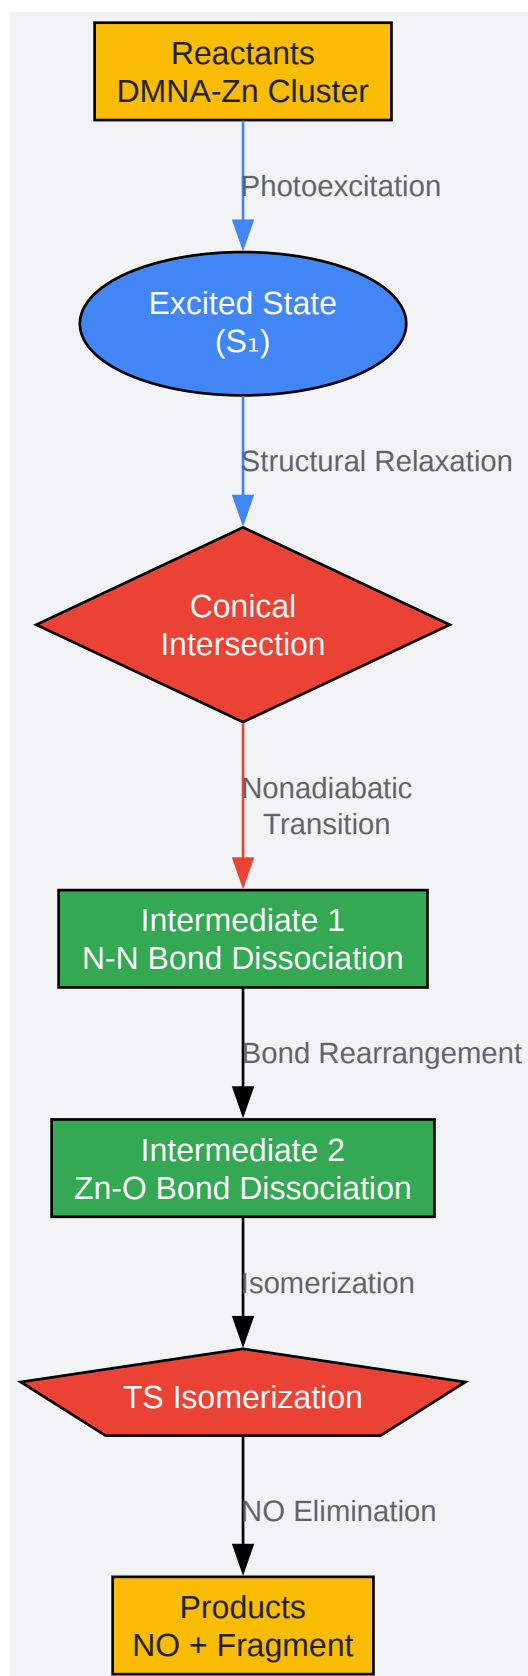 Reactants
DMNA-Zn Cluster
Photoexcitation
Excited State
(S₁)
Structural Relaxation
Conical
Intersection
Nonadiabatic
Transition
Intermediate 1
N-N Bond Dissociation
Bond Rearrangement
Intermediate 2
Zn-O Bond Dissociation
Isomerization
TS Isomerization
NO Elimination
Products
NO + Fragment